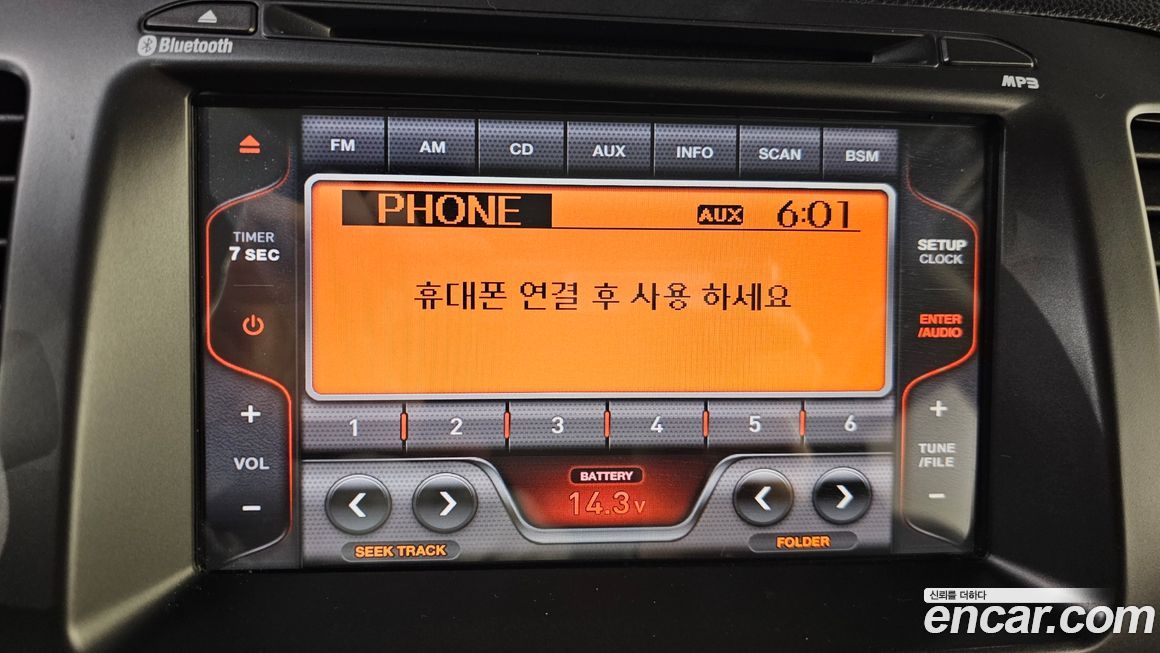 Bluetooth
MP3
FM AM CD AUX INFO SCAN BSM
PHONE AUX 6:01
휴대폰 연결 후 사용 하세요
TIMER
7 SEC
+
VOL
-
SETUP
CLOCK
ENTER
/AUDIO
+
TUNE
/FILE
-
1 2 3 4 5 6
BATTERY
14.3v
SEEK TRACK
FOLDER
신뢰를 더하다
encar.com